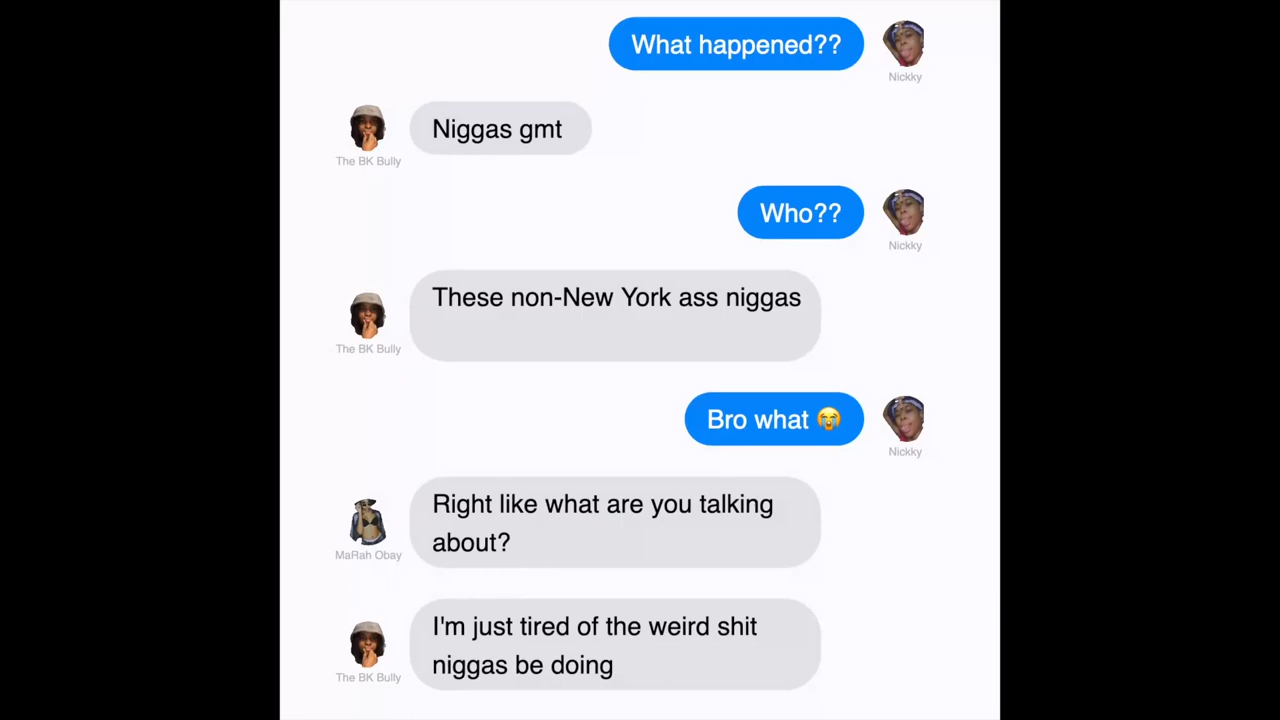 What happened??
Nickky
Niggas gmt
The BK Bully
Who??
Nickky
These non-New York ass niggas
The BK Bully
Bro what 😭
Nickky
Right like what are you talking
about?
MaRah Obay
I'm just tired of the weird shit
niggas be doing
The BK Bully